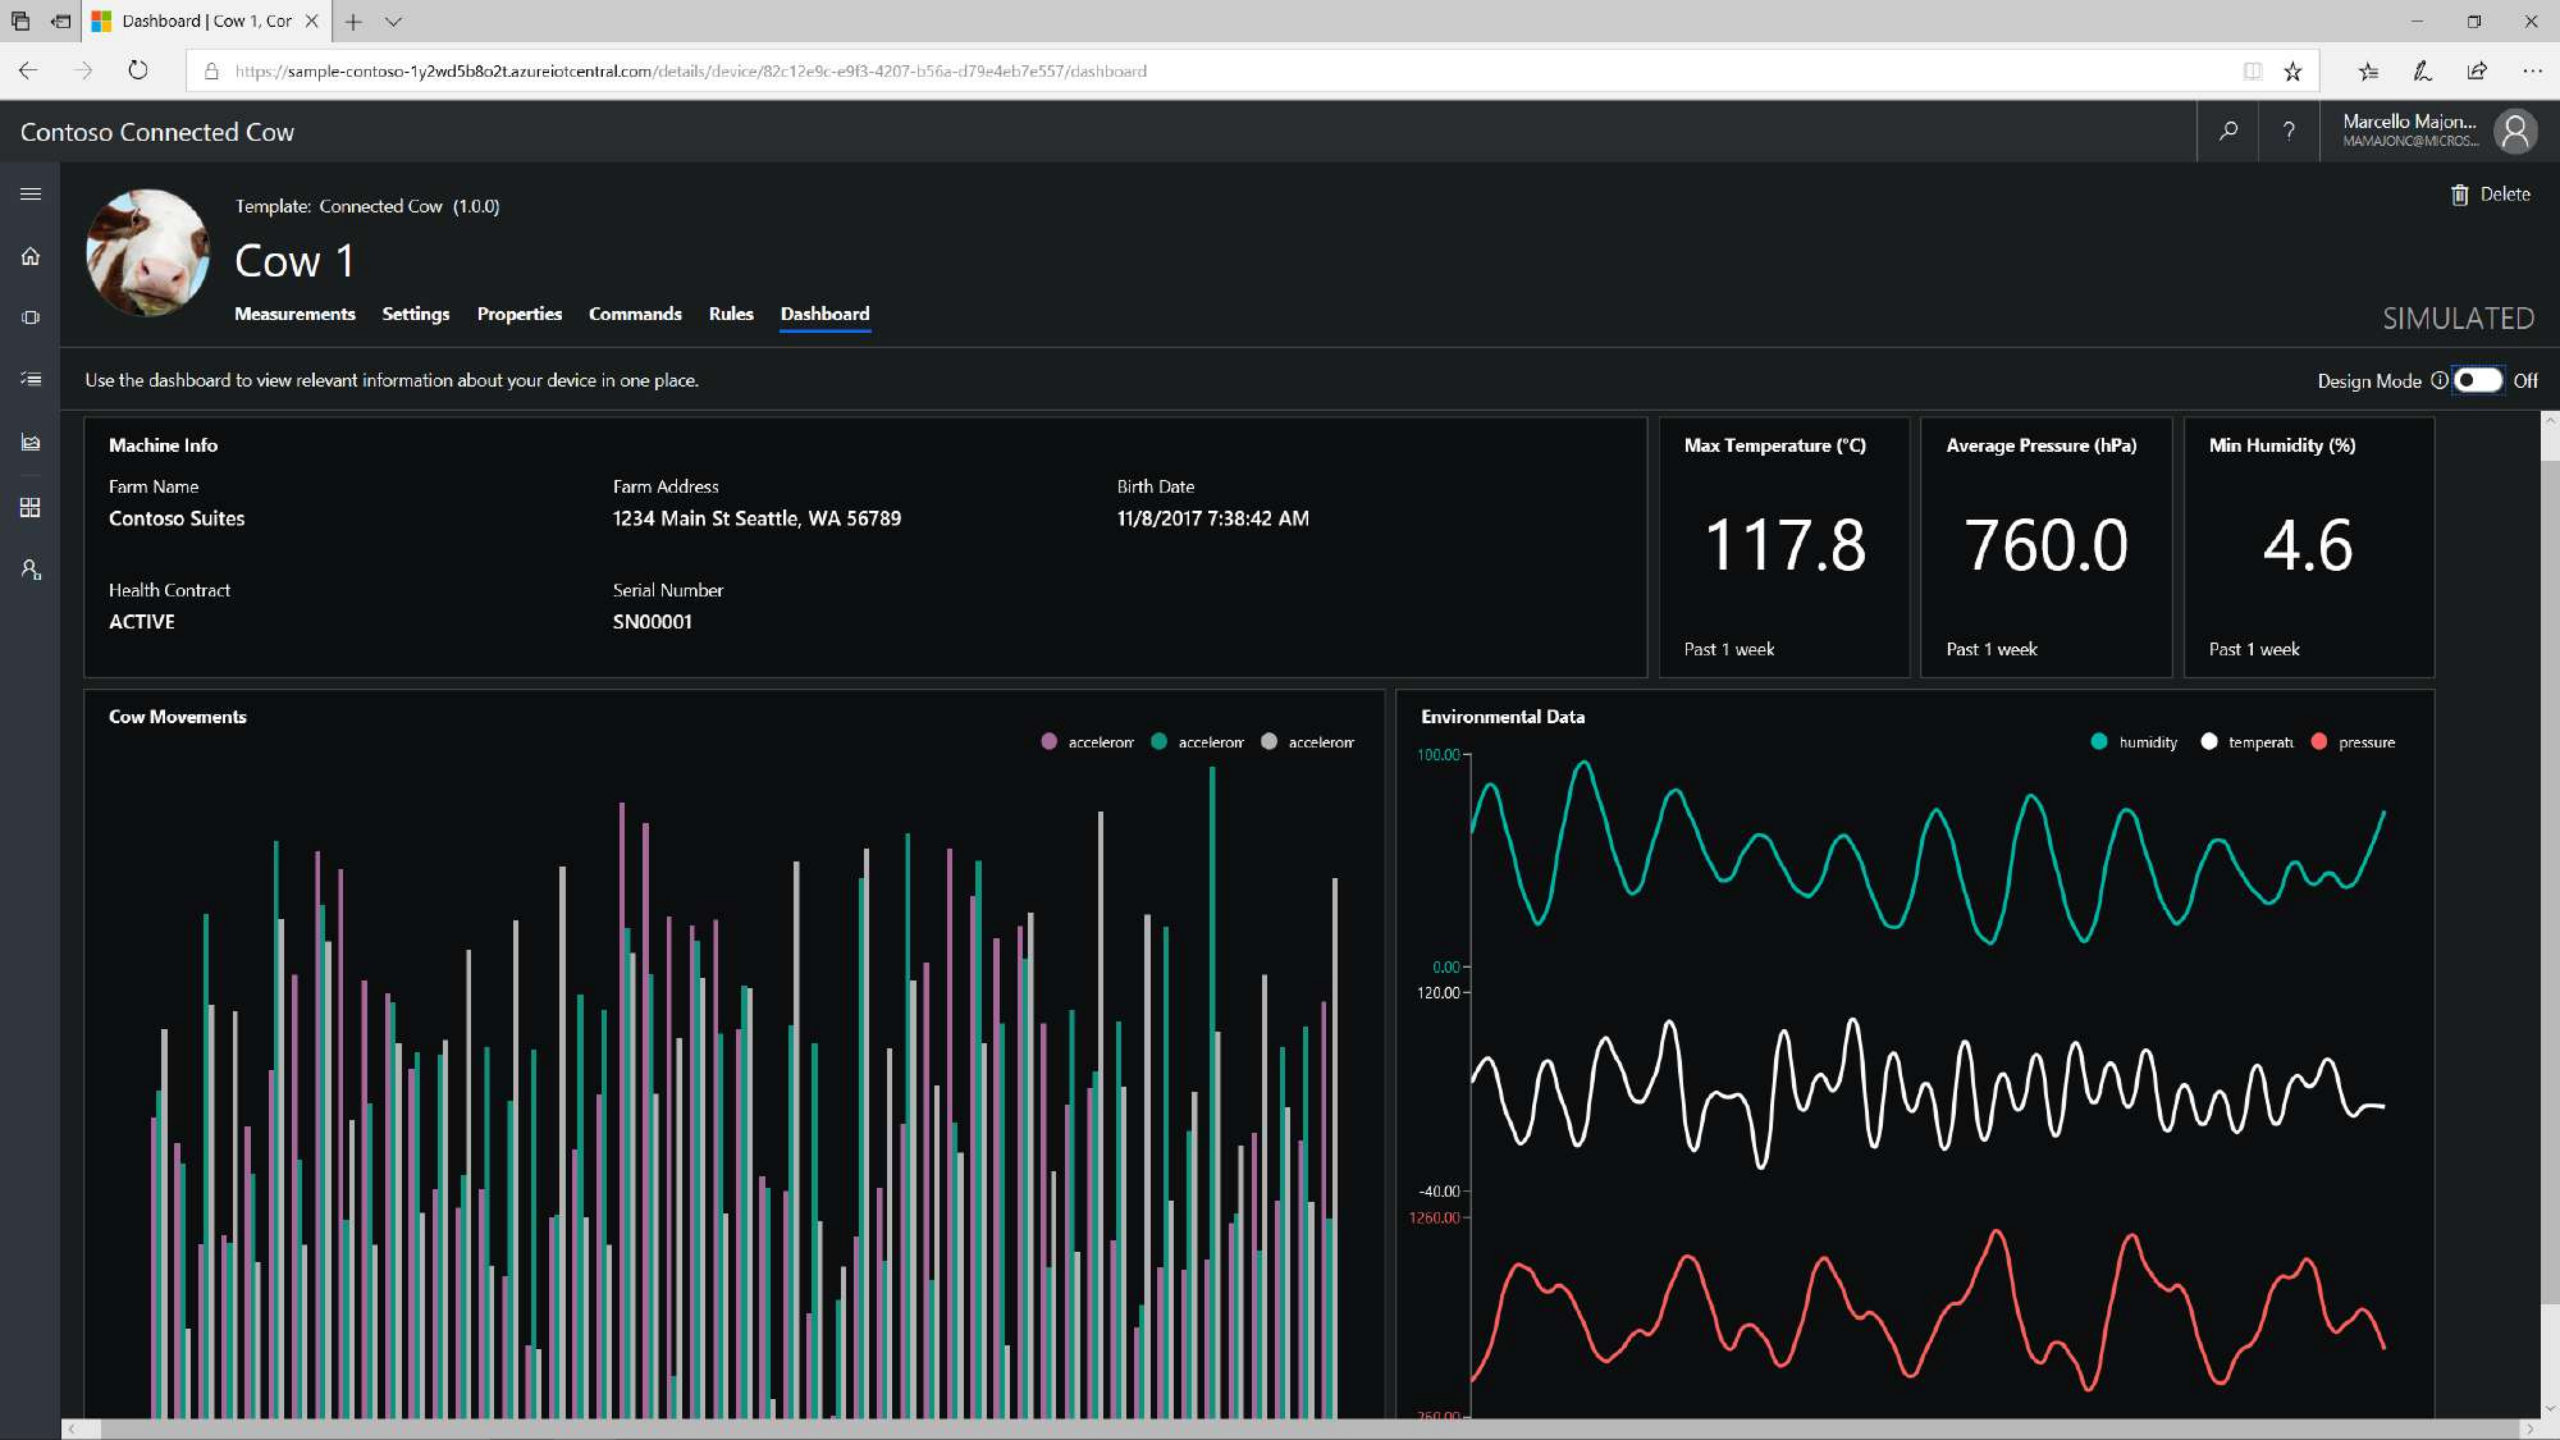 Dashboard | Cow 1, Cor
https://sample-contoso-1y2wd5b8o2t.azureiotcentral.com/details/device/82c12e9c-e9f3-4207-b56a-d79e4eb7e557/dashboard
Contoso Connected Cow
?
Marcello Majon...
MAMAJONC@MICROS...
Template: Connected Cow (1.0.0)
Delete
Cow 1
Measurements Settings Properties Commands Rules Dashboard
SIMULATED
Use the dashboard to view relevant information about your device in one place.
Design Mode Off
Machine Info
Farm Name
Contoso Suites
Farm Address
1234 Main St Seattle, WA 56789
Birth Date
11/8/2017 7:38:42 AM
Health Contract
ACTIVE
Serial Number
SN00001
Max Temperature (°C)
117.8
Past 1 week
Average Pressure (hPa)
760.0
Past 1 week
Min Humidity (%)
4.6
Past 1 week
Cow Movements
accelerom accelerom accelerom
Environmental Data
humidity temperatu pressure
100.00
0.00
120.00
-40.00
1260.00
260.00